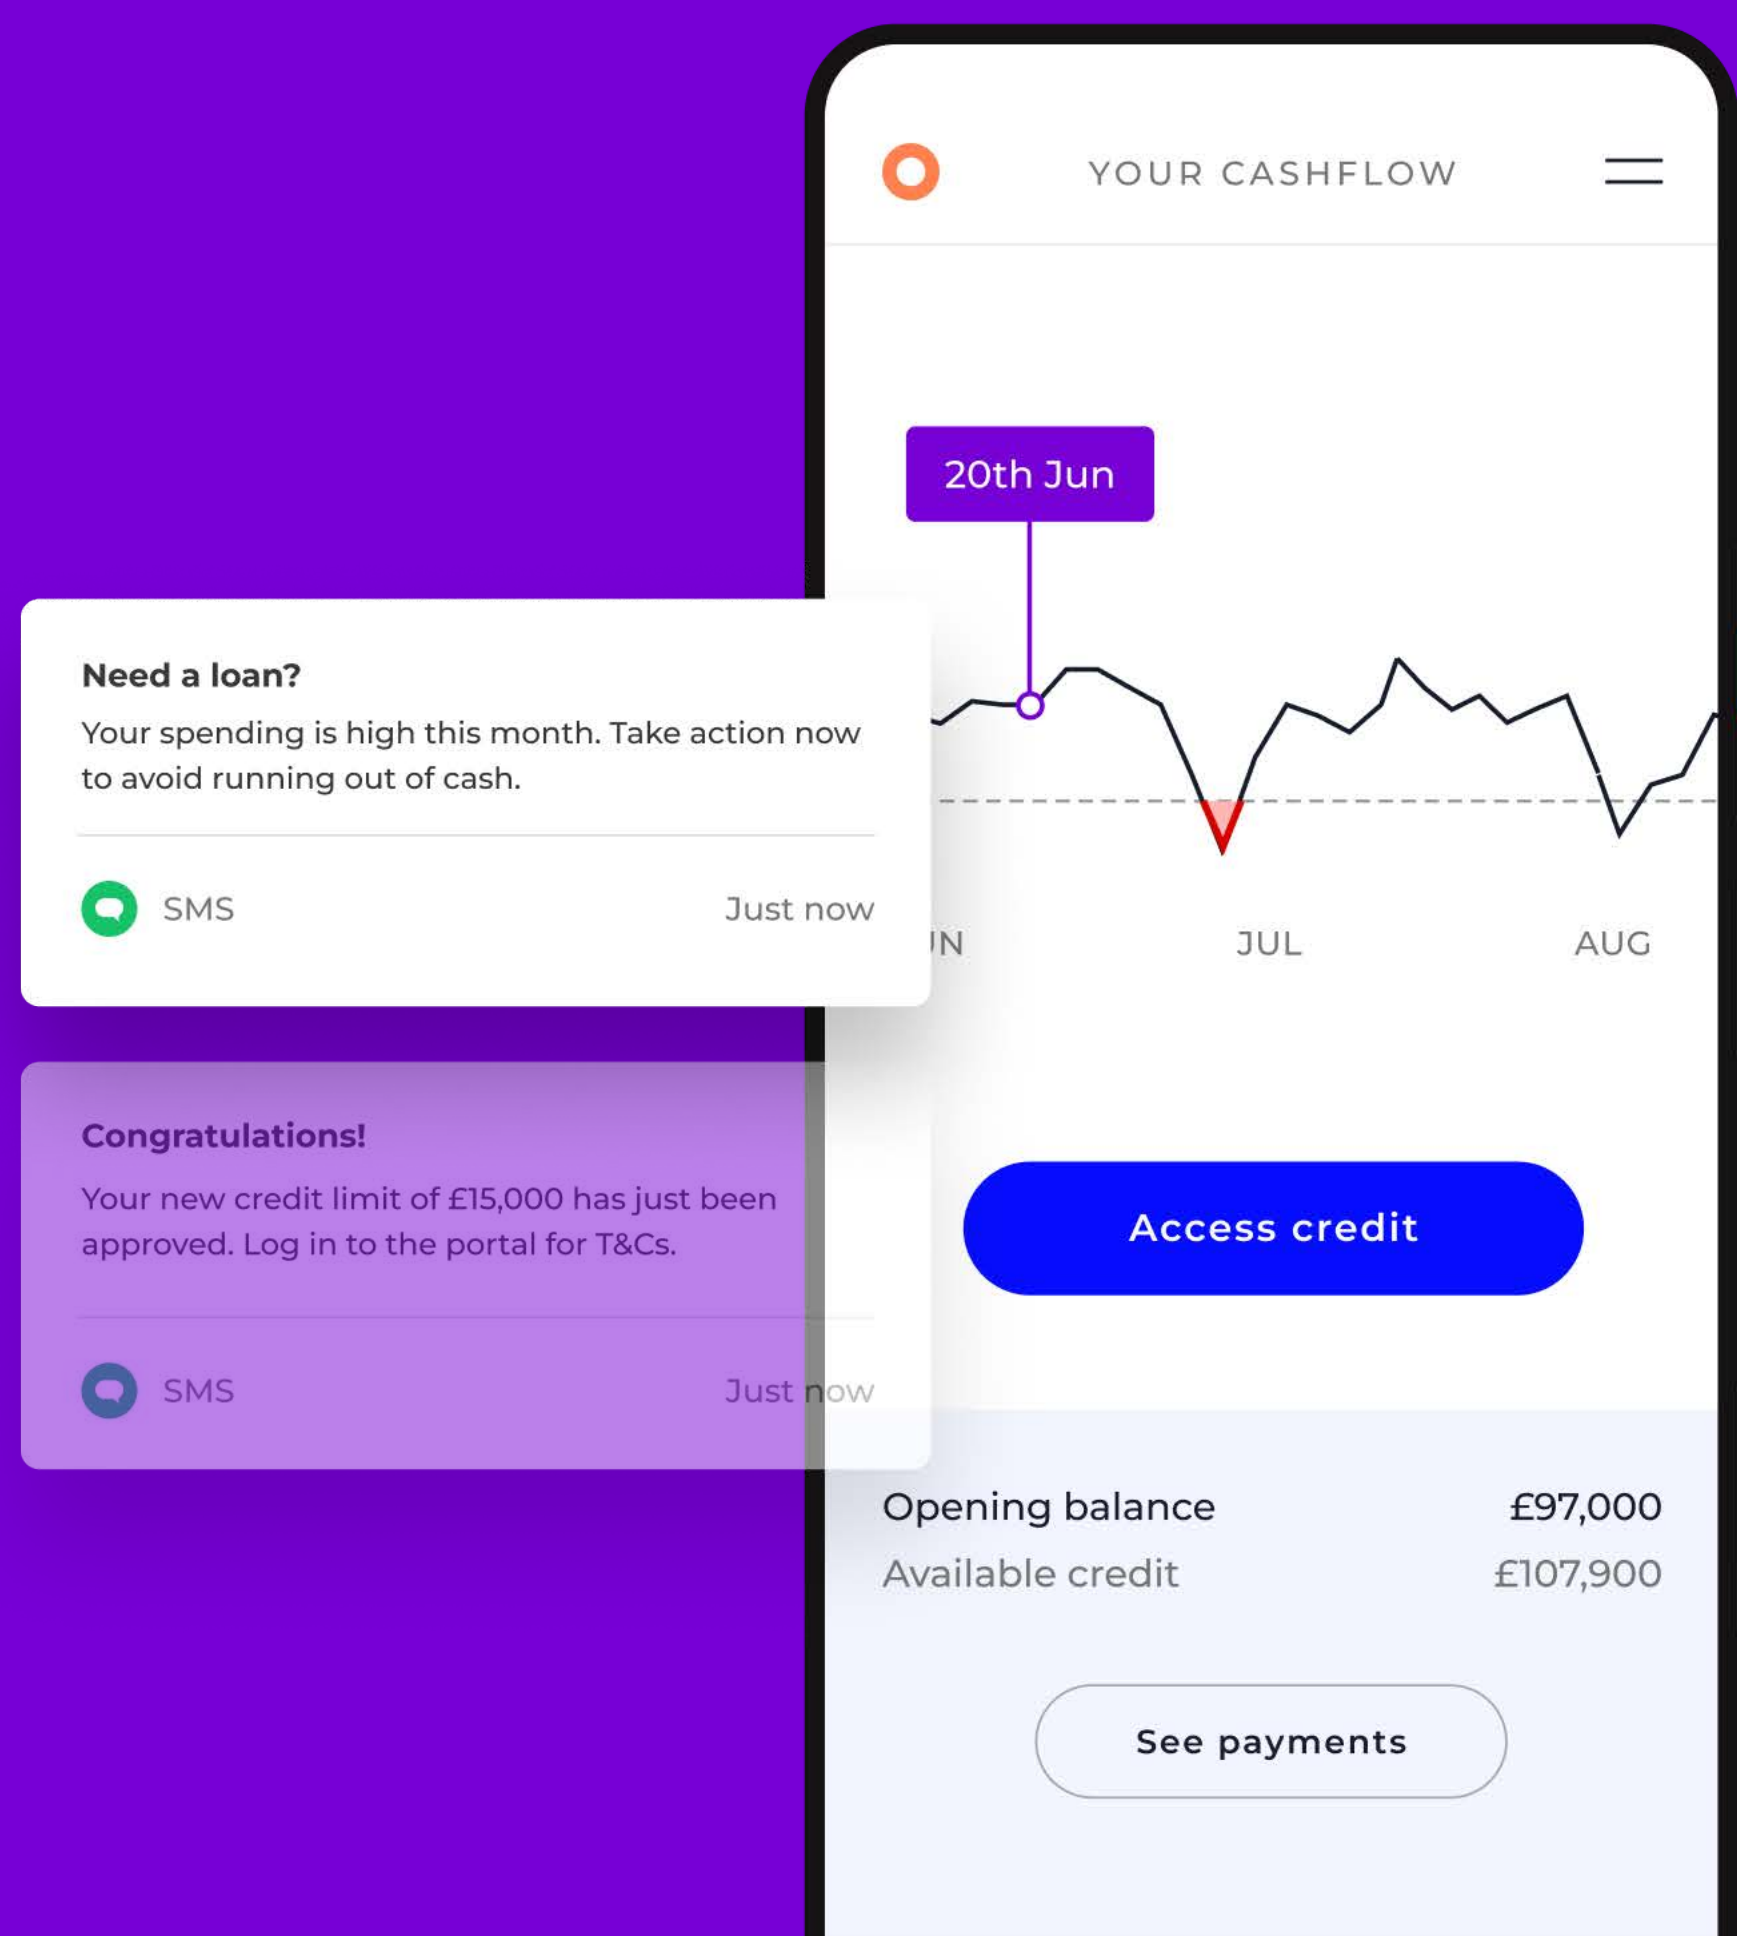 YOUR CASHFLOW
20th Jun
Need a loan?
Your spending is high this month. Take action now
to avoid running out of cash.
SMS Just now
JUL AUG
Congratulations!
Your new credit limit of £15,000 has just been
approved. Log in to the portal for T&Cs.
SMS Just now
Access credit
Opening balance £97,000
Available credit £107,900
See payments